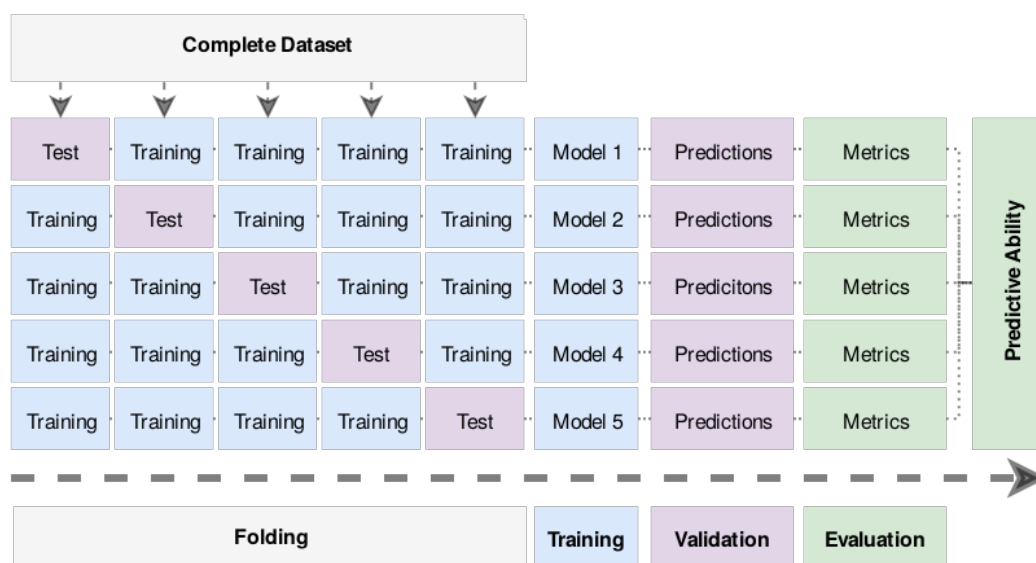 Complete Dataset
Test Training Training Training Training Model 1 Predictions Metrics
Training Test Training Training Training Model 2 Predictions Metrics
Training Training Test Training Training Model 3 Predicitons Metrics
Training Training Training Test Training Model 4 Predictions Metrics
Training Training Training Training Test Model 5 Predictions Metrics
Predictive Ability
Folding Training Validation Evaluation